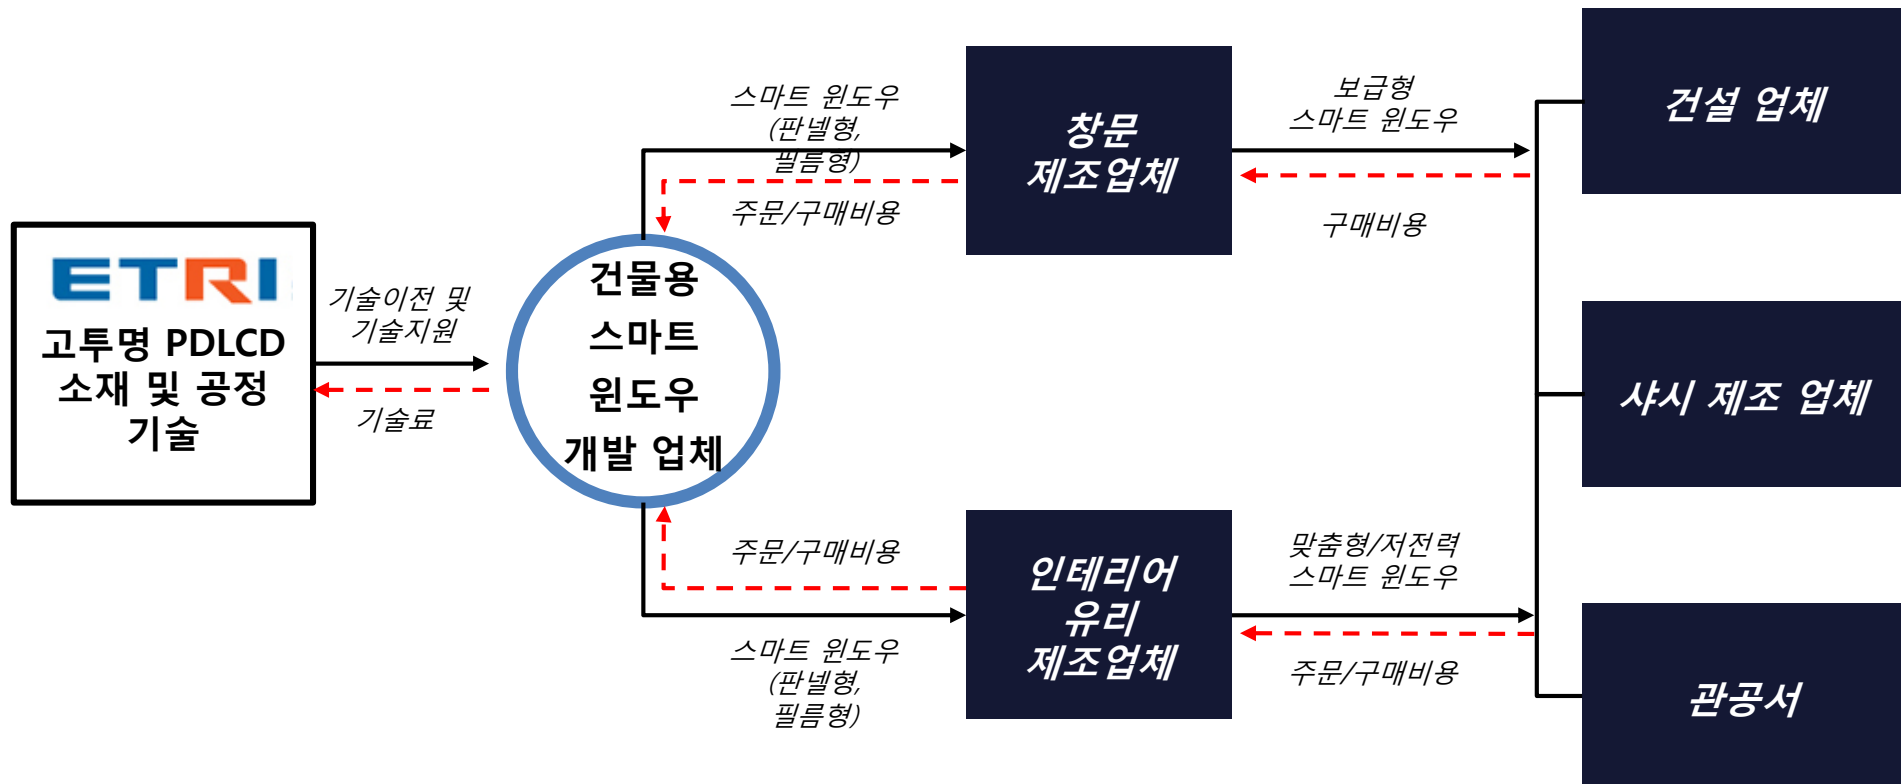 ETRI
고투명 PDLCD
소재 및 공정
기술
기술이전 및
기술지원
기술료
건물용
스마트
윈도우
개발 업체
스마트 윈도우
(판넬형,
필름형)
주문/구매비용
주문/구매비용
스마트 윈도우
(판넬형,
필름형)
창문
제조업체
인테리어
유리
제조업체
보급형
스마트 윈도우
구매비용
맞춤형/저전력
스마트 윈도우
주문/구매비용
건설 업체
샤시 제조 업체
관공서